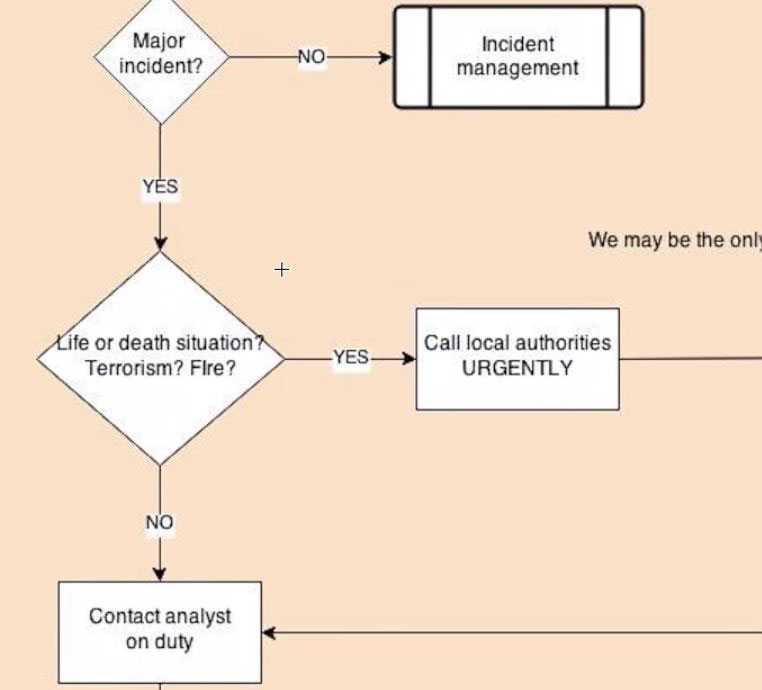 Major
incident?
NO
Incident
management
YES
We may be the only
Life or death situation?
Terrorism? FIre?
YES
Call local authorities
URGENTLY
NO
Contact analyst
on duty